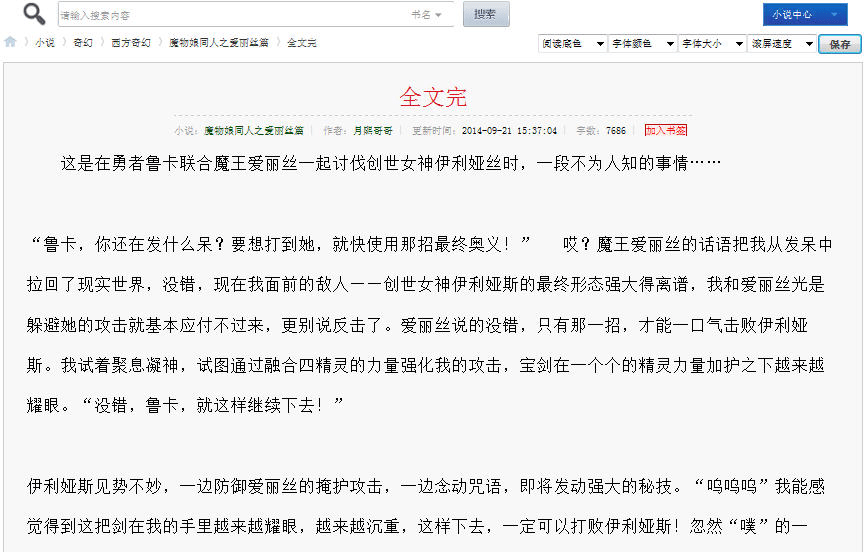 请输入搜索内容 书名 搜索 小说中心
小说 奇幻 西方奇幻 魔物娘同人之爱丽丝篇 全文完 阅读底色 字体颜色 字体大小 滚屏速度 保存
全文完
小说：魔物娘同人之爱丽丝篇 作者：月阴奇奇 更新时间：2014-09-21 15:37:04 字数：7686 加入书签
这是在勇者鲁卡联合魔王爱丽丝一起讨伐创世女神伊利娅丝时，一段不为人知的事情……
“鲁卡，你还在发什么呆？要想打到她，就快使用那招最终奥义！” 哎？魔王爱丽丝的话语把我从发呆中
拉回了现实世界，没错，现在我面前的敌人——创世女神伊利娅斯的最终形态强大得离谱，我和爱丽丝光是
躲避她的攻击就基本应付不过来，更别说反击了。爱丽丝说的没错，只有那一招，才能一口气击败伊利娅
斯。我试着聚息凝神，试图通过融合四精灵的力量强化我的攻击，宝剑在一个个的精灵力量加护之下越来越
耀眼。“没错，鲁卡，就这样继续下去！”
伊利娅斯见势不妙，一边防御爱丽丝的掩护攻击，一边念动咒语，即将发动强大的秘技。“呜呜呜”我能感
觉得到这把剑在我的手里越来越耀眼，越来越沉重，这样下去，一定可以打败伊利娅斯！忽然“噗”的一